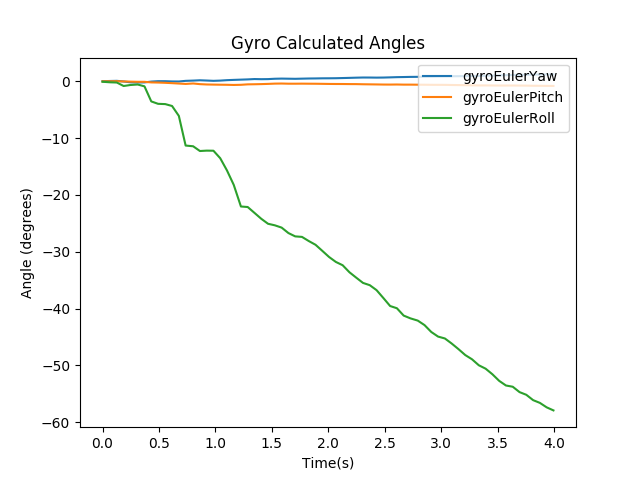 Gyro Calculated Angles
gyroEulerYaw
gyroEulerPitch
gyroEulerRoll
Angle (degrees)
0
−10
−20
−30
−40
−50
−60
0.0 0.5 1.0 1.5 2.0 2.5 3.0 3.5 4.0
Time(s)